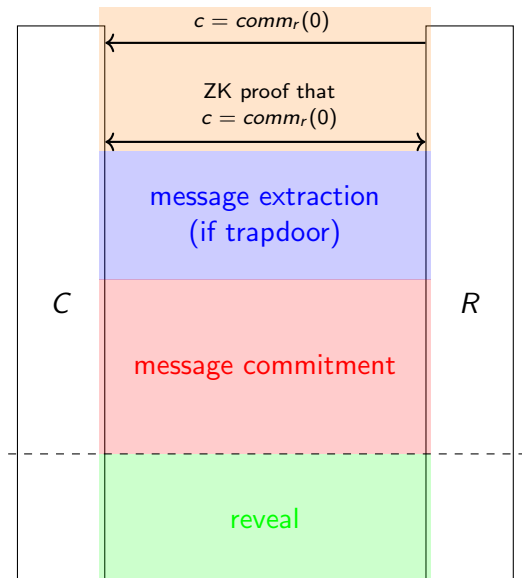 c = comm_r(0)
ZK proof that
c = comm_r(0)
message extraction
(if trapdoor)
C
R
message commitment
reveal